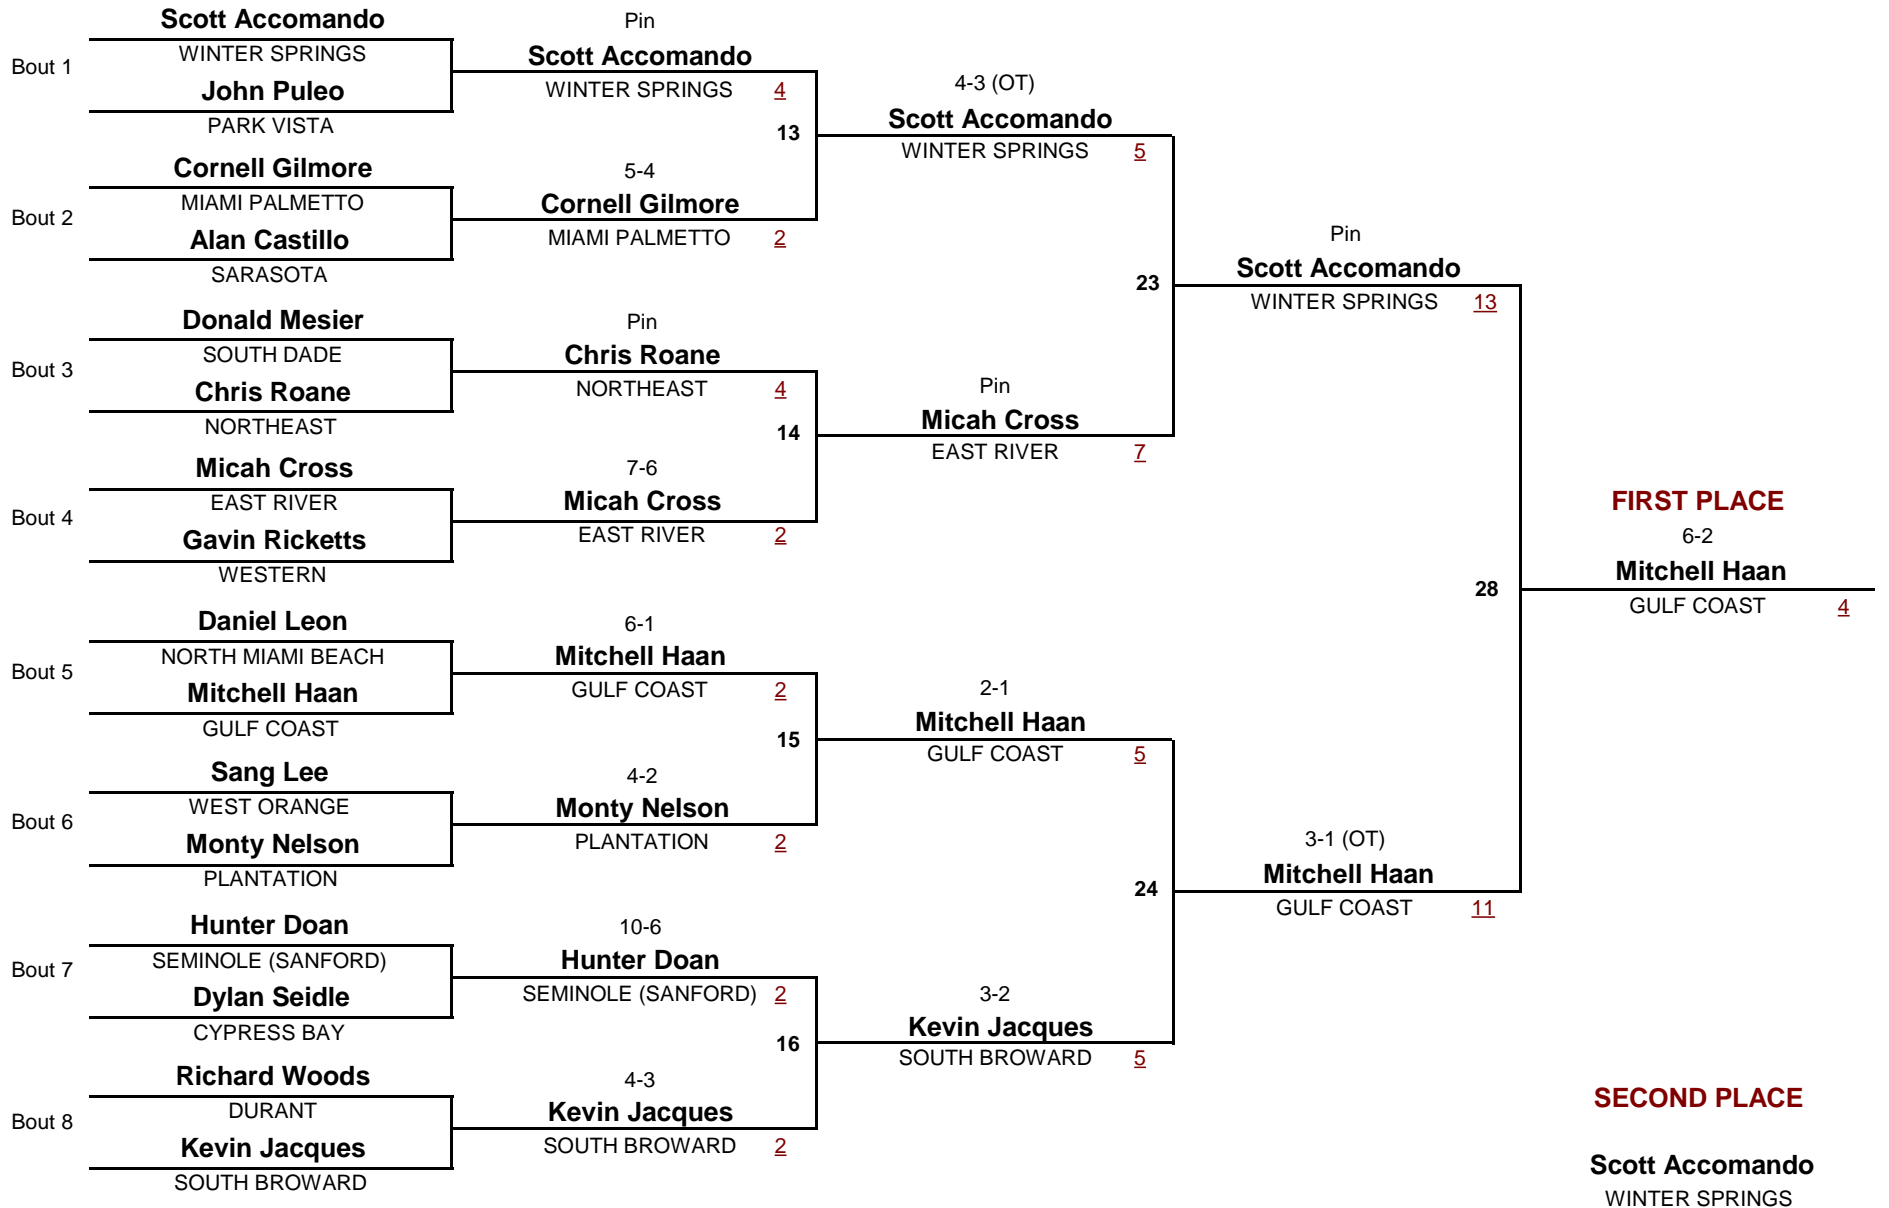 Bout 1
Scott Accomando
WINTER SPRINGS
John Puleo
PARK VISTA
Bout 2
Cornell Gilmore
MIAMI PALMETTO
Alan Castillo
SARASOTA
Bout 3
Donald Mesier
SOUTH DADE
Chris Roane
NORTHEAST
Bout 4
Micah Cross
EAST RIVER
Gavin Ricketts
WESTERN
Bout 5
Daniel Leon
NORTH MIAMI BEACH
Mitchell Haan
GULF COAST
Bout 6
Sang Lee
WEST ORANGE
Monty Nelson
PLANTATION
Bout 7
Hunter Doan
SEMINOLE (SANFORD)
Dylan Seidle
CYPRESS BAY
Bout 8
Richard Woods
DURANT
Kevin Jacques
SOUTH BROWARD
Pin
Scott Accomando
WINTER SPRINGS 4
13
5-4
Cornell Gilmore
MIAMI PALMETTO 2
Pin
Chris Roane
NORTHEAST 4
14
7-6
Micah Cross
EAST RIVER 2
6-1
Mitchell Haan
GULF COAST 2
15
4-2
Monty Nelson
PLANTATION 2
10-6
Hunter Doan
SEMINOLE (SANFORD) 2
16
4-3
Kevin Jacques
SOUTH BROWARD 2
4-3 (OT)
Scott Accomando
WINTER SPRINGS 5
23
Pin
Micah Cross
EAST RIVER 7
2-1
Mitchell Haan
GULF COAST 5
24
3-2
Kevin Jacques
SOUTH BROWARD 5
Pin
Scott Accomando
WINTER SPRINGS 13
28
3-1 (OT)
Mitchell Haan
GULF COAST 11
FIRST PLACE
6-2
Mitchell Haan
GULF COAST 4
SECOND PLACE
Scott Accomando
WINTER SPRINGS